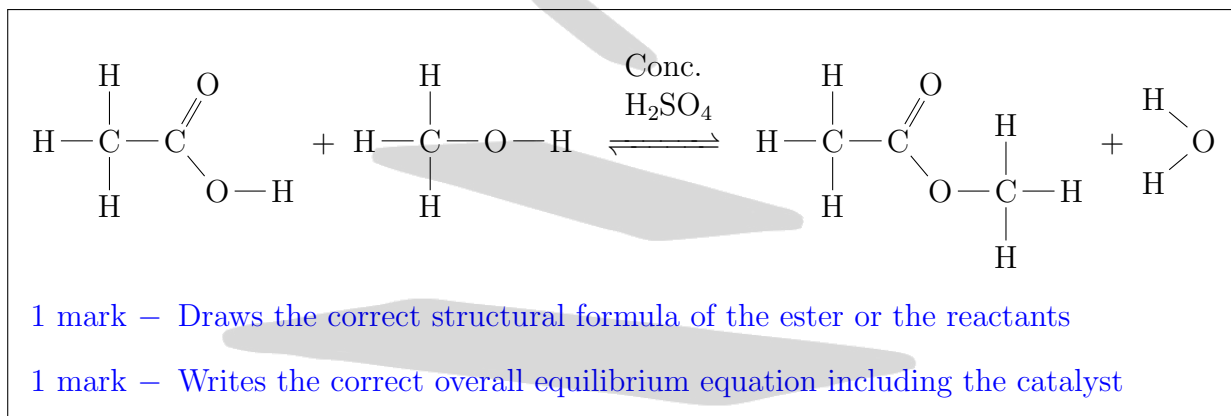 H O H H O
Conc.
H₂SO₄
H C C + H C O H ⇌ H C C H + H O
H O H H H O C H H
H
1 mark – Draws the correct structural formula of the ester or the reactants
1 mark – Writes the correct overall equilibrium equation including the catalyst